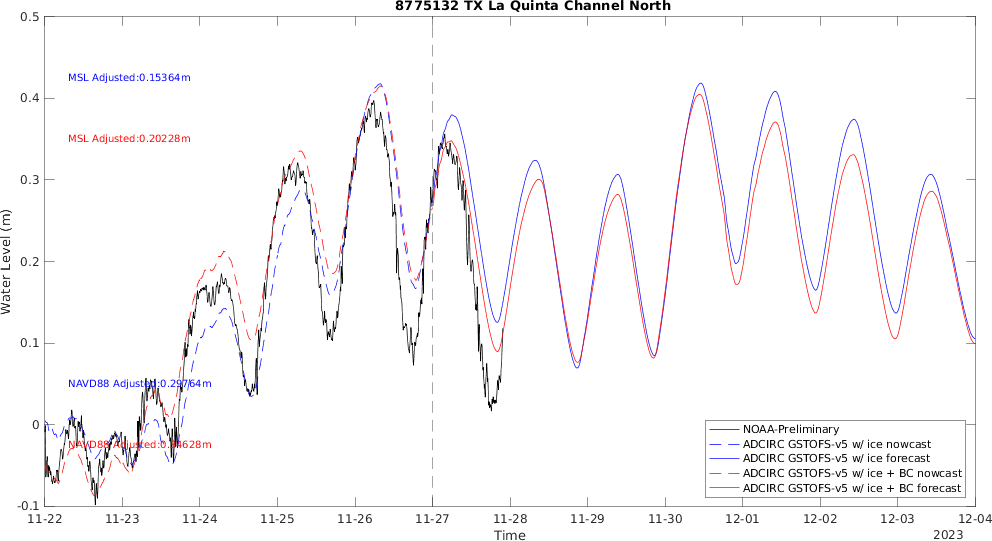 8775132 TX La Quinta Channel North
Water Level (m)
0.5
0.4
0.3
0.2
0.1
0
-0.1
MSL Adjusted:0.15364m
MSL Adjusted:0.20228m
NAVD88 Adjusted:0.29764m
NAVD88 Adjusted:0.34628m
NOAA-Preliminary
ADCIRC GSTOFS-v5 w/ ice nowcast
ADCIRC GSTOFS-v5 w/ ice forecast
ADCIRC GSTOFS-v5 w/ ice + BC nowcast
ADCIRC GSTOFS-v5 w/ ice + BC forecast
11-22 11-23 11-24 11-25 11-26 11-27 11-28 11-29 11-30 12-01 12-02 12-03 12-04
Time
2023